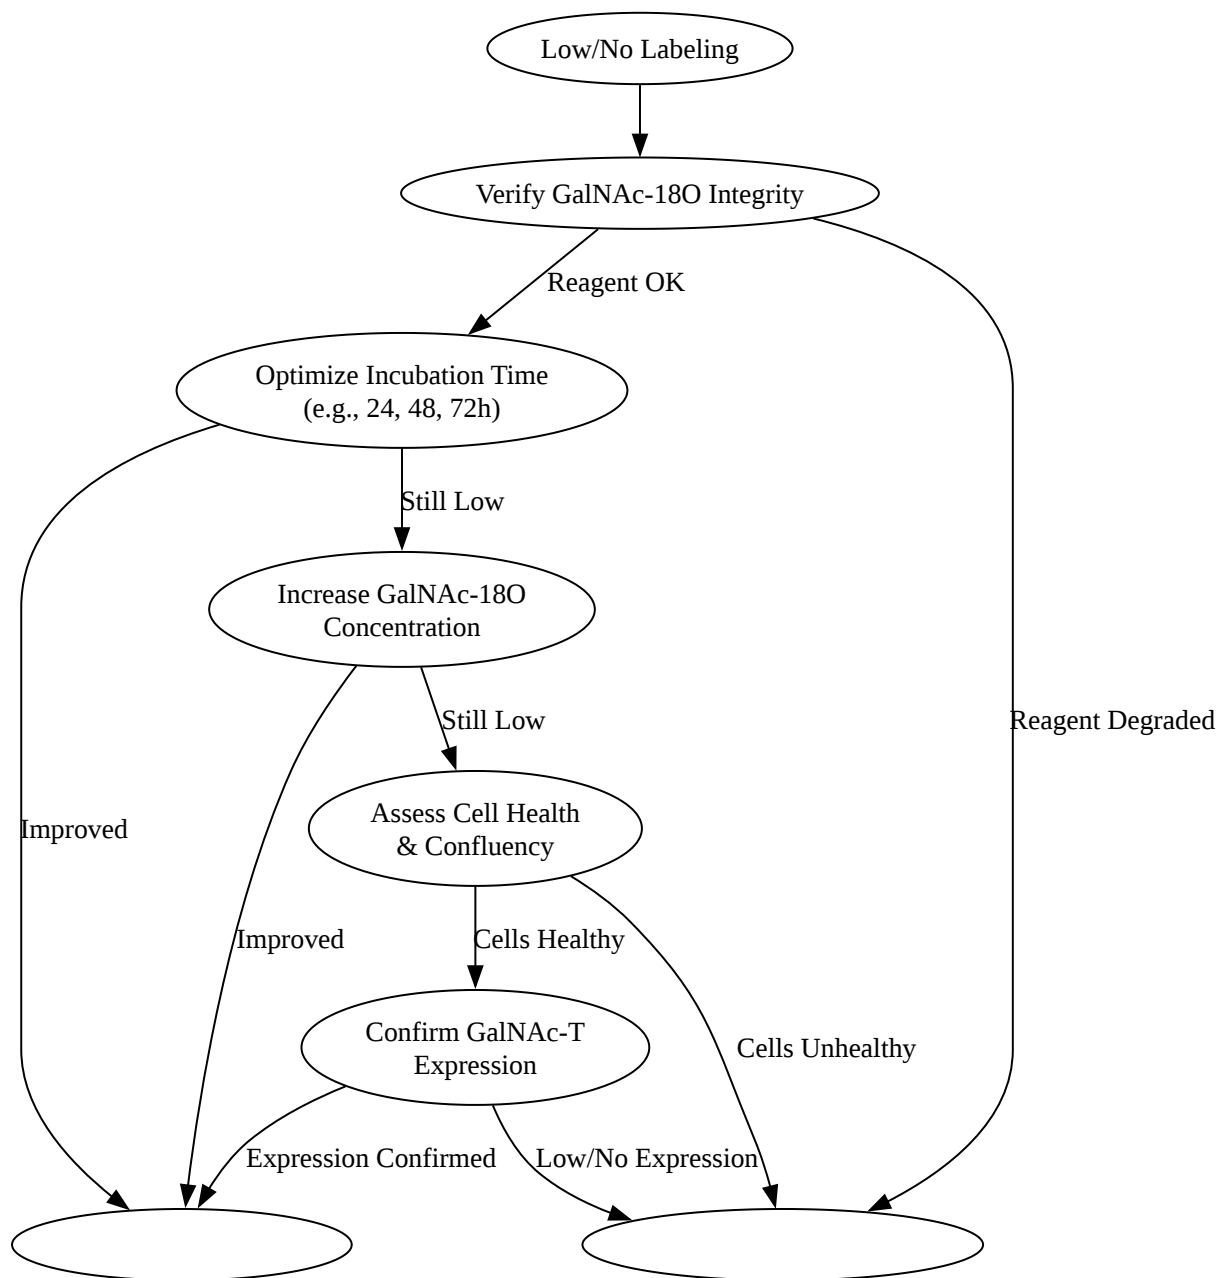 Low/No Labeling
Verify GalNAc-18O Integrity
Reagent OK
Optimize Incubation Time
(e.g., 24, 48, 72h)
Still Low
Increase GalNAc-18O
Concentration
Still Low
Reagent Degraded
Assess Cell Health
& Confluency
Improved
Improved
Cells Healthy
Confirm GalNAc-T
Expression
Cells Unhealthy
Expression Confirmed
Low/No Expression